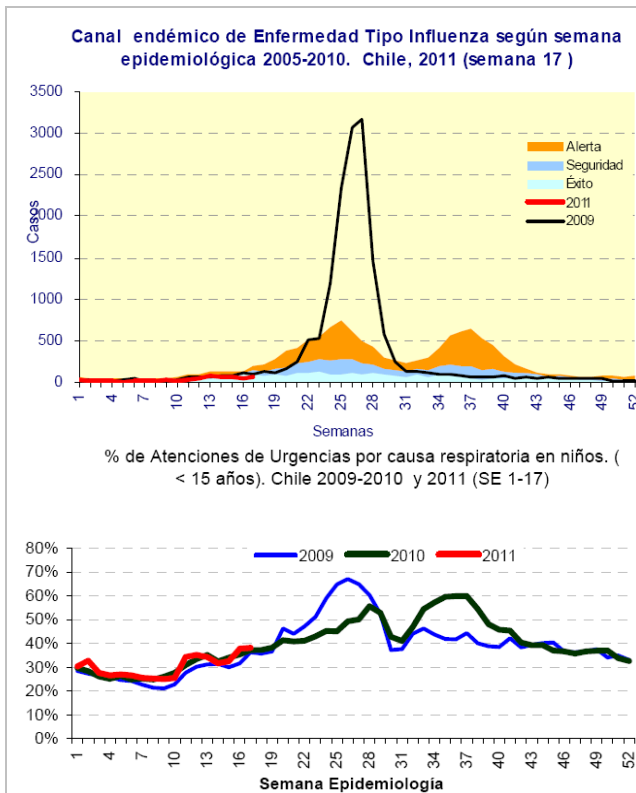 Canal endémico de Enfermedad Tipo Influenza según semana
epidemiológica 2005-2010. Chile, 2011 (semana 17 )
3500
3000
2500
2000
1500
1000
500
0
Casos
Alerta
Seguridad
Éxito
2011
2009
1 4 7 10 13 16 19 22 25 28 31 34 37 40 43 46 49 52
Semanas
% de Atenciones de Urgencias por causa respiratoria en niños. (
< 15 años). Chile 2009-2010 y 2011 (SE 1-17)
2009 2010 2011
80%
70%
60%
50%
40%
30%
20%
10%
0%
1 4 7 10 13 16 19 22 25 28 31 34 37 40 43 46 49 52
Semana Epidemiología